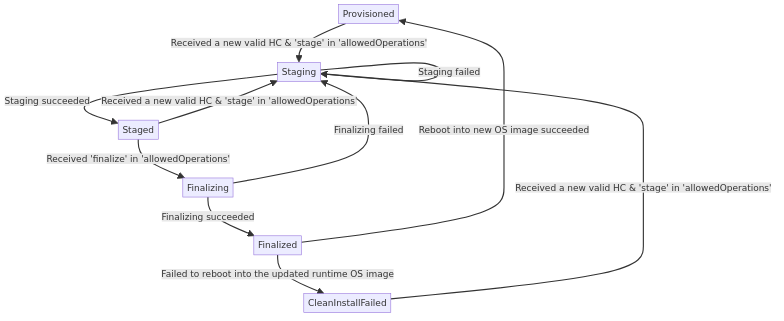 Provisioned
Received a new valid HC & 'stage' in 'allowedOperations'
Staging
Staging failed
Staging succeeded
Received a new valid HC & 'stage' in 'allowedOperations'
Staged
Finalizing failed
Reboot into new OS image succeeded
Received 'finalize' in 'allowedOperations'
Finalizing
Received a new valid HC & 'stage' in 'allowedOperations'
Finalizing succeeded
Finalized
Failed to reboot into the updated runtime OS image
CleanInstallFailed